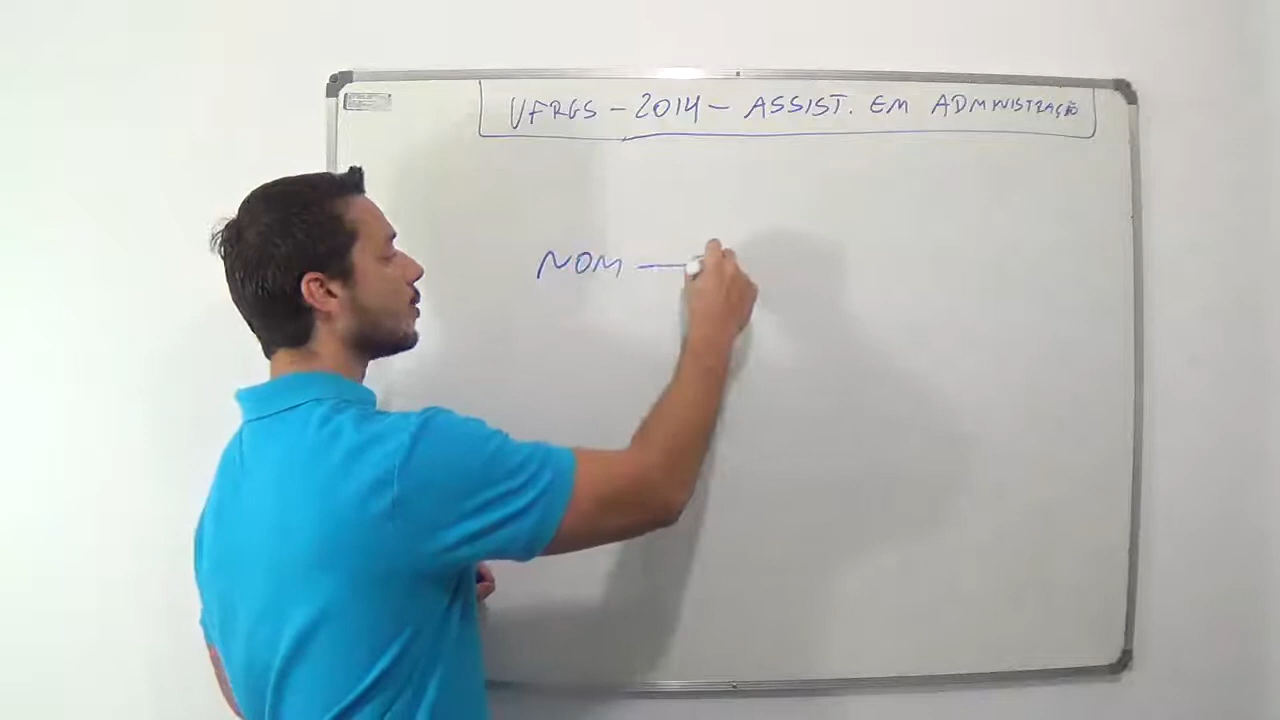 UFRGS - 2014 - ASSIST. EM ADMINISTRAÇÃO
NOM —